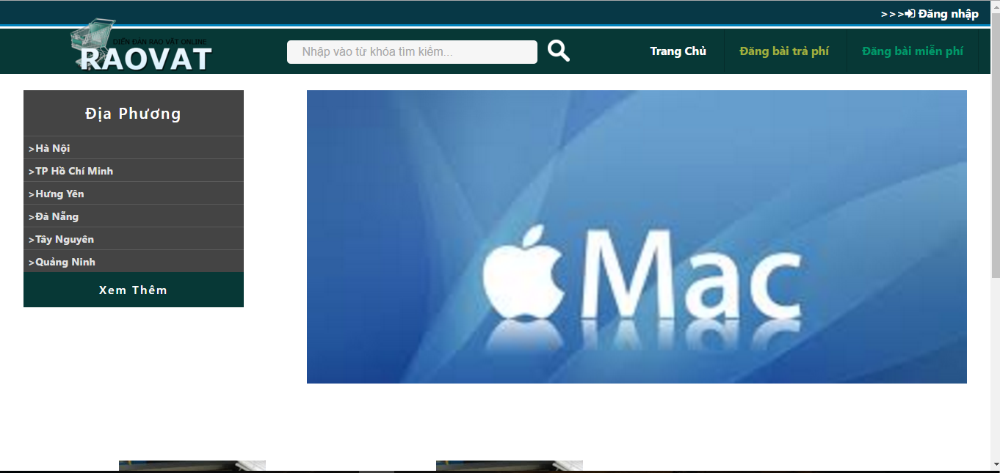 >>> Đăng nhập
DIỄN ĐÀN RAO VẶT ONLINE
RAOVAT
Nhập vào từ khóa tìm kiếm...
Trang Chủ
Đăng bài trả phí
Đăng bài miễn phí
Địa Phương
>Hà Nội
>TP Hồ Chí Minh
>Hưng Yên
>Đà Nẵng
>Tây Nguyên
>Quảng Ninh
Xem Thêm
Mac